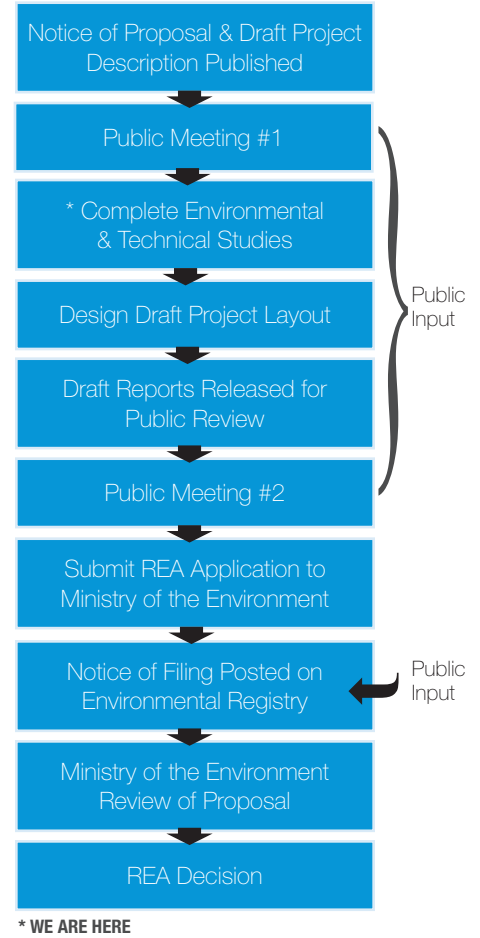 Notice of Proposal & Draft Project
Description Published
Public Meeting #1
* Complete Environmental
& Technical Studies
Design Draft Project Layout
Public
Input
Draft Reports Released for
Public Review
Public Meeting #2
Submit REA Application to
Ministry of the Environment
Notice of Filing Posted on
Environmental Registry
Public
Input
Ministry of the Environment
Review of Proposal
REA Decision
* WE ARE HERE